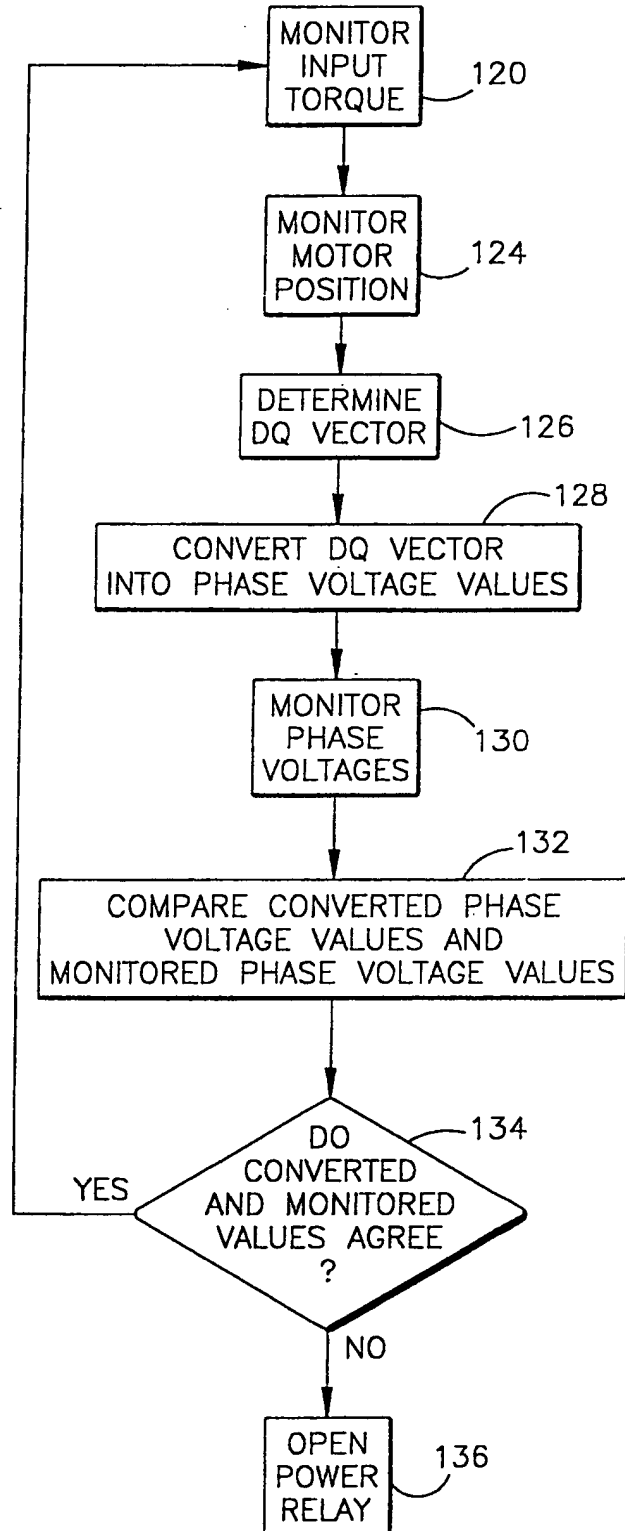 MONITOR
INPUT
TORQUE
120
MONITOR
MOTOR
POSITION
124
DETERMINE
DQ VECTOR
126
128
CONVERT DQ VECTOR
INTO PHASE VOLTAGE VALUES
MONITOR
PHASE
VOLTAGES
130
132
COMPARE CONVERTED PHASE
VOLTAGE VALUES AND
MONITORED PHASE VOLTAGE VALUES
134
DO
CONVERTED
AND MONITORED
VALUES AGREE
?
YES
NO
OPEN
POWER
RELAY
136